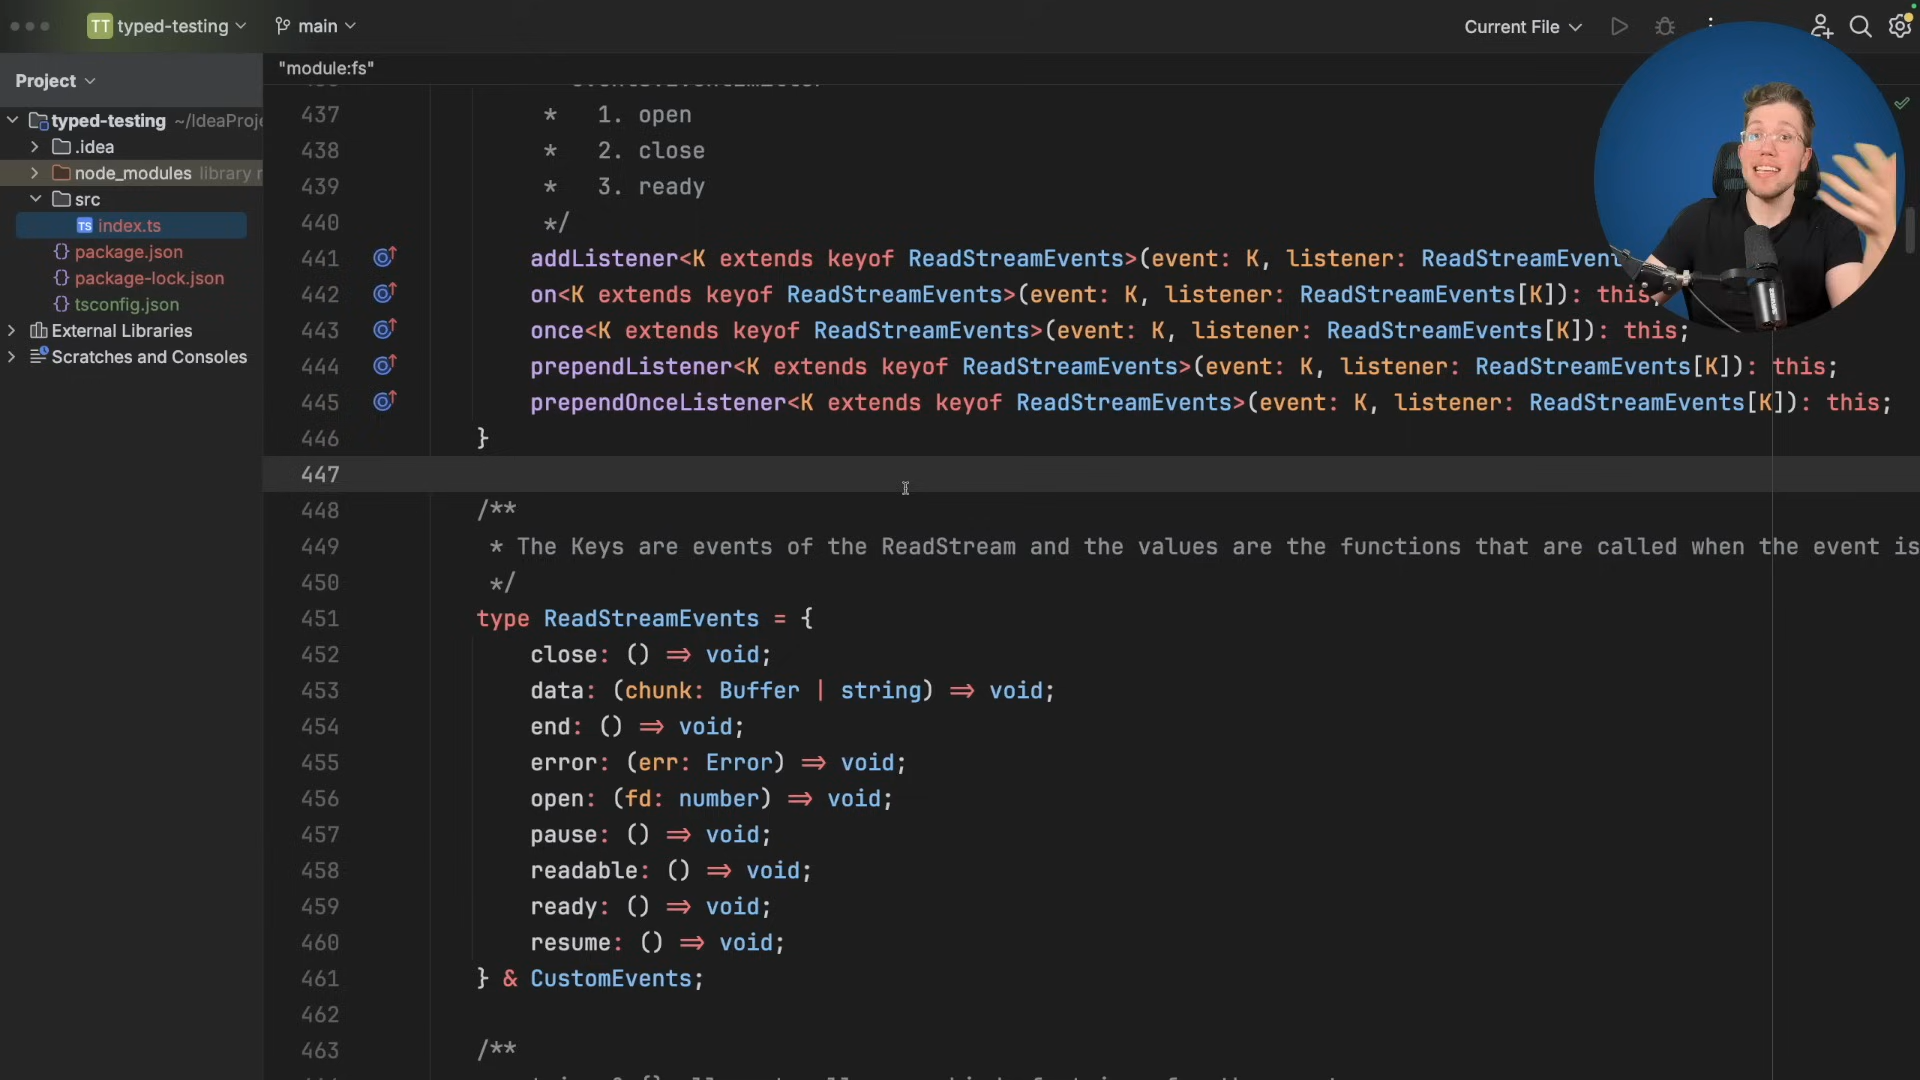 TT typed-testing
main
Current File
Project
"module:fs"
typed-testing ~/IdeaProje
.idea
node_modules library r
src
TS index.ts
{} package.json
{} package-lock.json
{} tsconfig.json
External Libraries
Scratches and Consoles
437 * 1. open
438 * 2. close
439 * 3. ready
440 */
441 addListener<K extends keyof ReadStreamEvents>(event: K, listener: ReadStreamEvent
442 on<K extends keyof ReadStreamEvents>(event: K, listener: ReadStreamEvents[K]): this;
443 once<K extends keyof ReadStreamEvents>(event: K, listener: ReadStreamEvents[K]): this;
444 prependListener<K extends keyof ReadStreamEvents>(event: K, listener: ReadStreamEvents[K]): this;
445 prependOnceListener<K extends keyof ReadStreamEvents>(event: K, listener: ReadStreamEvents[K]): this;
446 }
447
448 /**
449 * The Keys are events of the ReadStream and the values are the functions that are called when the event is
450 */
451 type ReadStreamEvents = {
452 close: () => void;
453 data: (chunk: Buffer | string) => void;
454 end: () => void;
455 error: (err: Error) => void;
456 open: (fd: number) => void;
457 pause: () => void;
458 readable: () => void;
459 ready: () => void;
460 resume: () => void;
461 } & CustomEvents;
462
463 /**